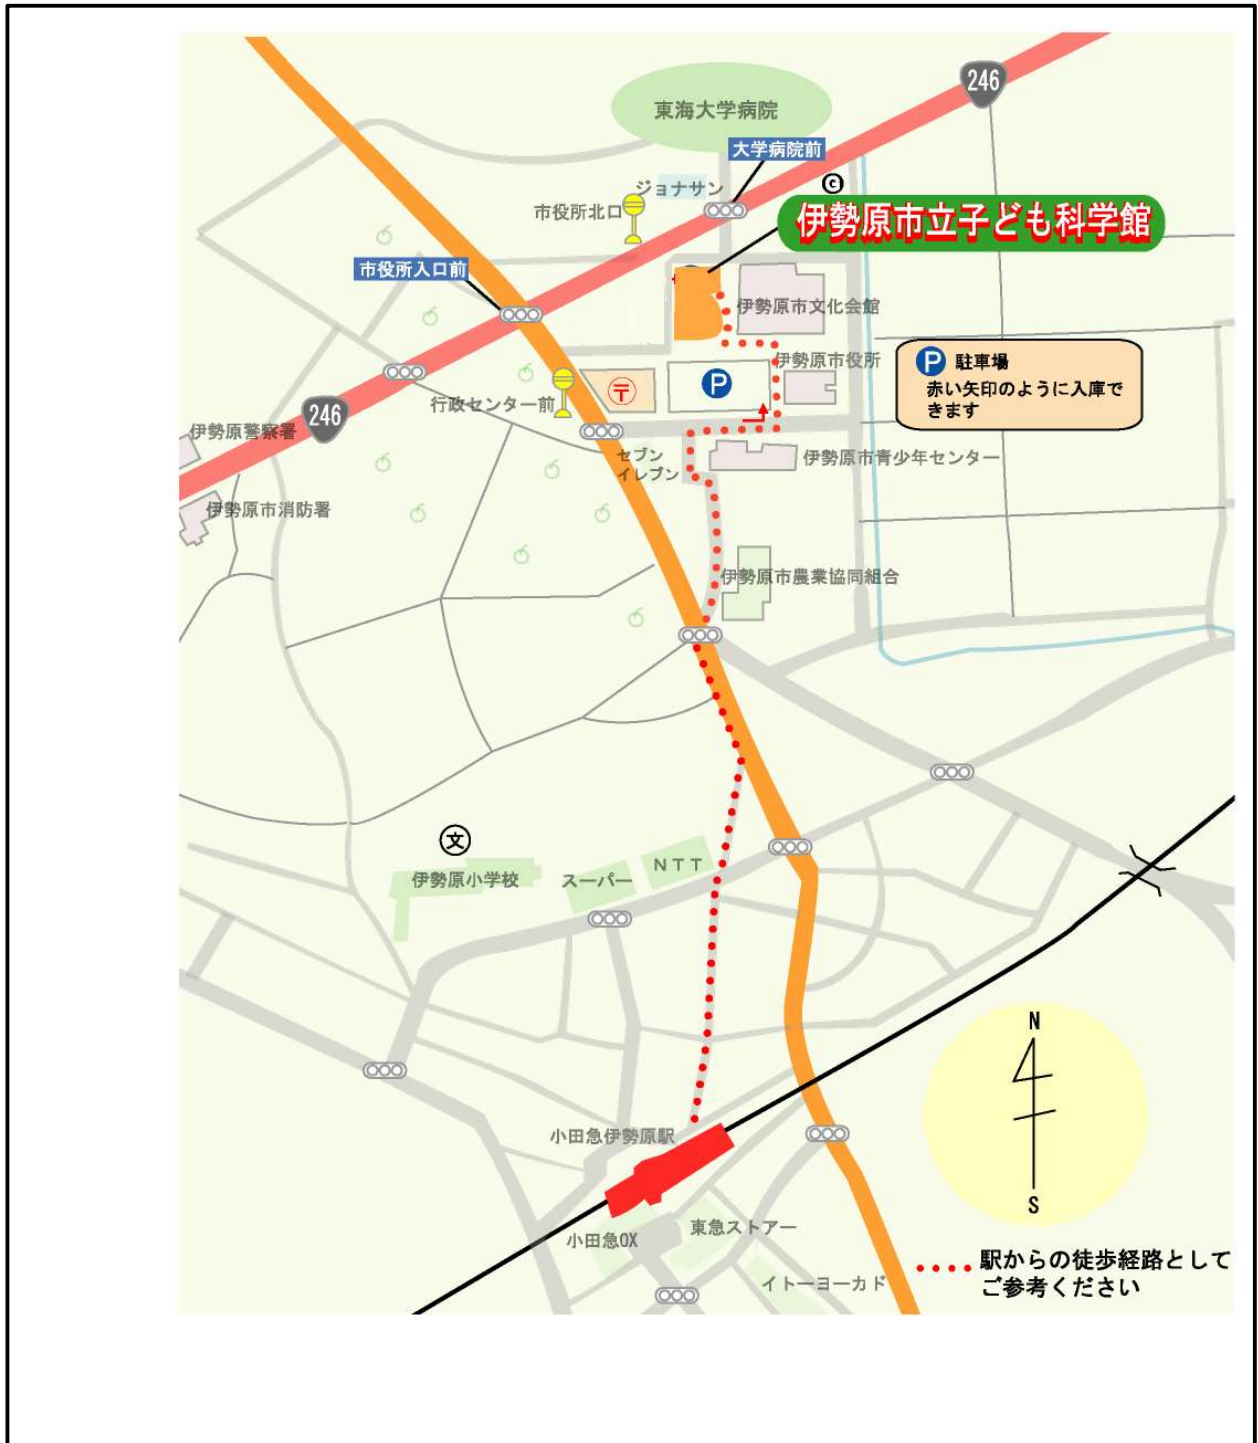 246
東海大学病院
大学病院前
ジョナサン
市役所北口
伊勢原市立子ども科学館
市役所入口前
伊勢原市文化会館
伊勢原市役所
P 駐車場
赤い矢印のように入庫で
きます
〒
P
行政センター前
246
伊勢原警察署
セブン
イレブン
伊勢原市青少年センター
伊勢原市消防署
伊勢原市農業協同組合
文
伊勢原小学校
スーパー
NTT
N
S
小田急伊勢原駅
小田急OX
東急ストアー
イトーヨーカド
駅からの徒歩経路として
ご参考ください